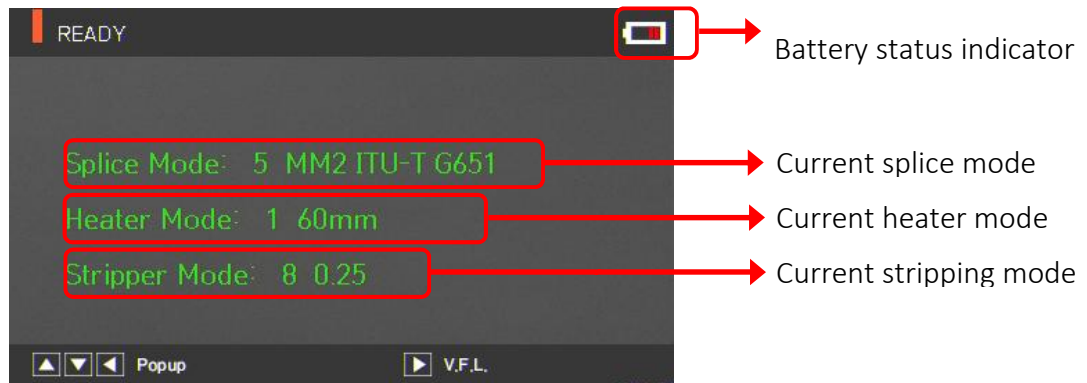 READY
Battery status indicator
Splice Mode: 5 MM2 ITU-T G651
Current splice mode
Heater Mode: 1 60mm
Current heater mode
Stripper Mode: 8 0.25
Current stripping mode
Popup
V.F.L.